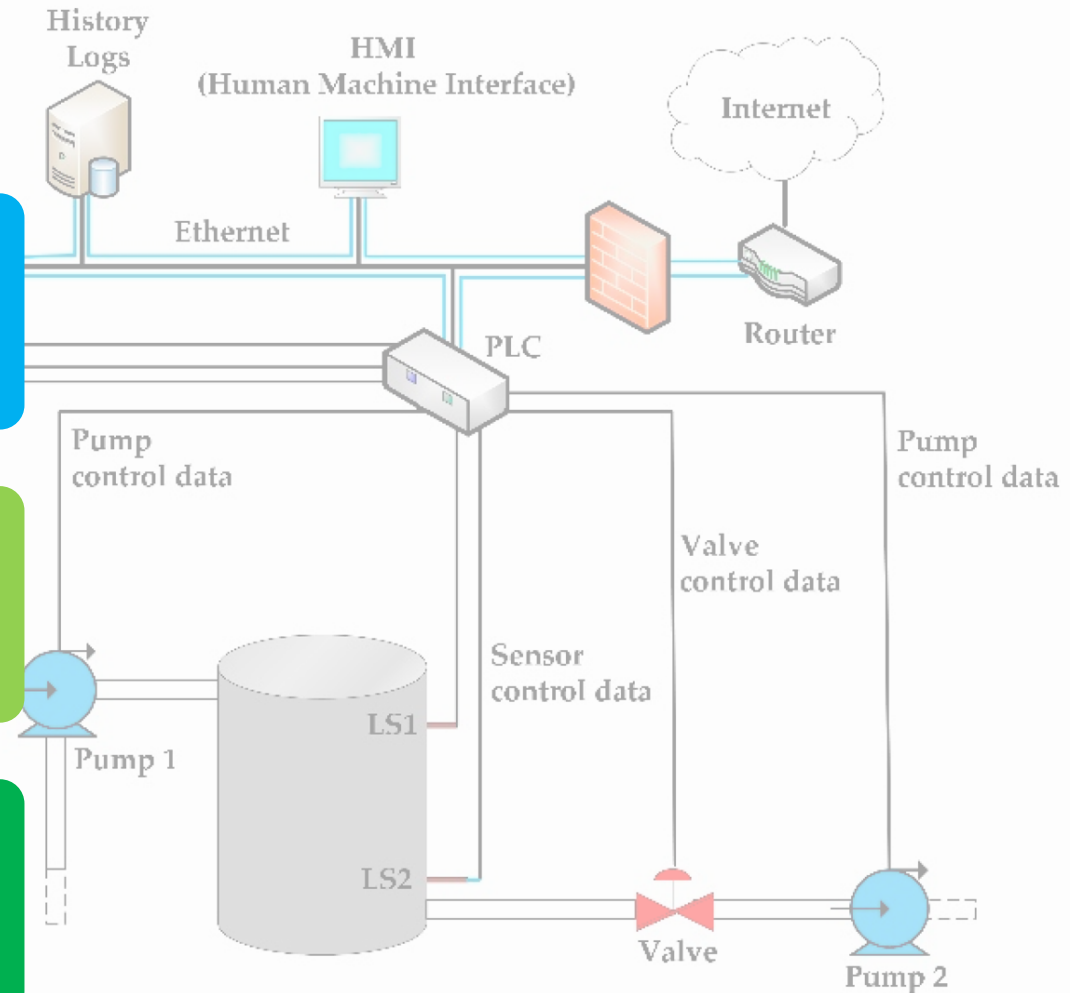 History
Logs
HMI
(Human Machine Interface)
Internet
Ethernet
Router
PLC
Pump
control data
Pump
control data
Valve
control data
Sensor
control data
LS1
Pump 1
LS2
Valve
Pump 2